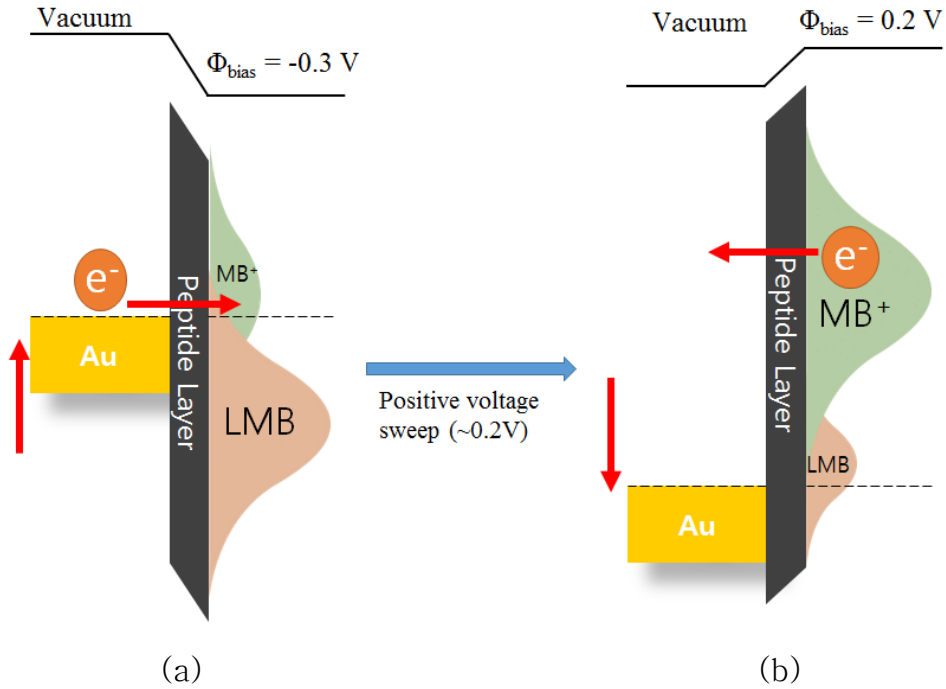 Vacuum
Φbias = -0.3 V
e-
MB+
Peptide Layer
Au
LMB
(a)
Positive voltage
sweep (~0.2V)
Φbias = 0.2 V
Vacuum
e-
Peptide Layer
MB+
LMB
Au
(b)